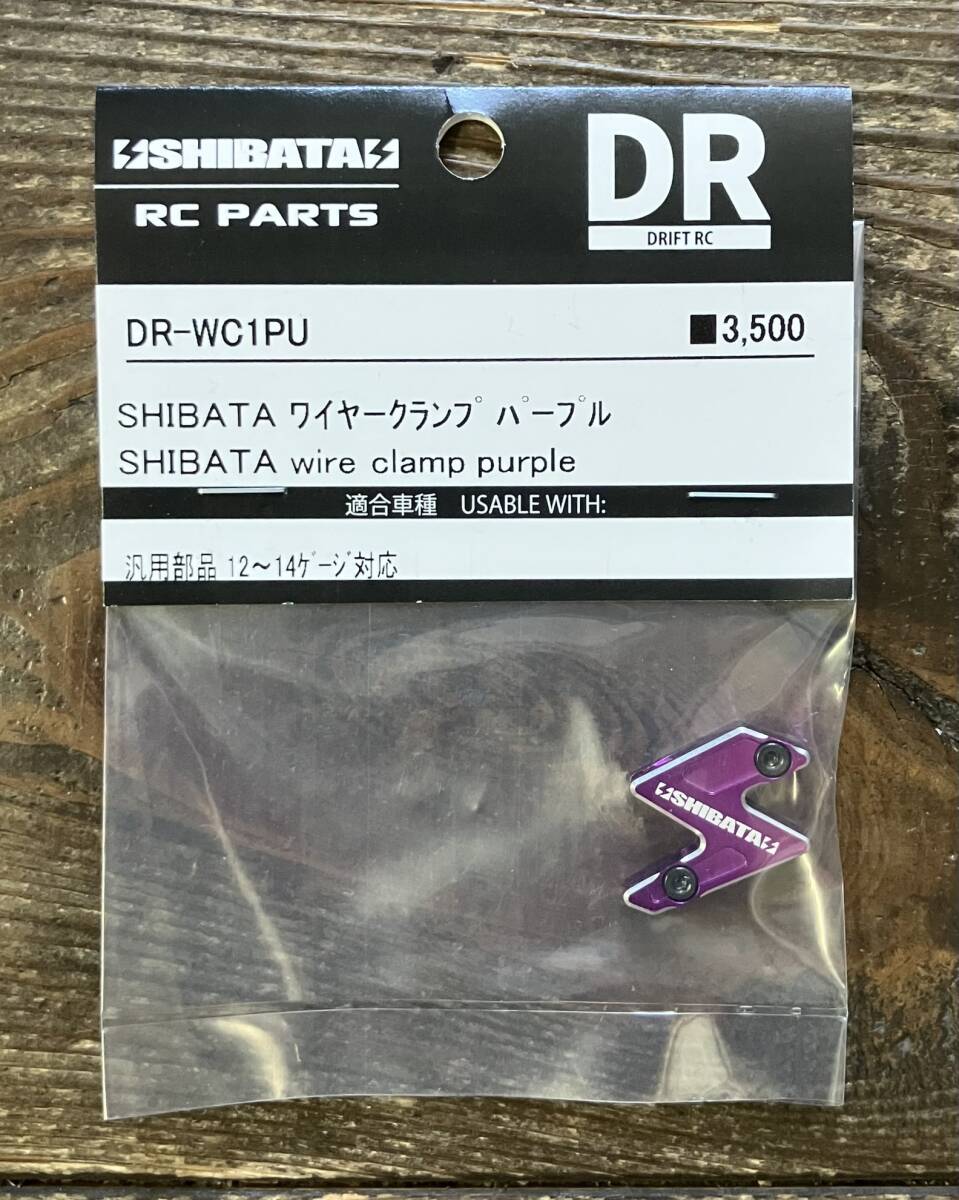 SHIBATA
RC PARTS
DR
DRIFT RC
DR-WC1PU
■3,500
SHIBATA ワイヤークランプ パープル
SHIBATA wire clamp purple
適合車種 USABLE WITH:
汎用部品 12〜14ゲージ対応
SHIBATA